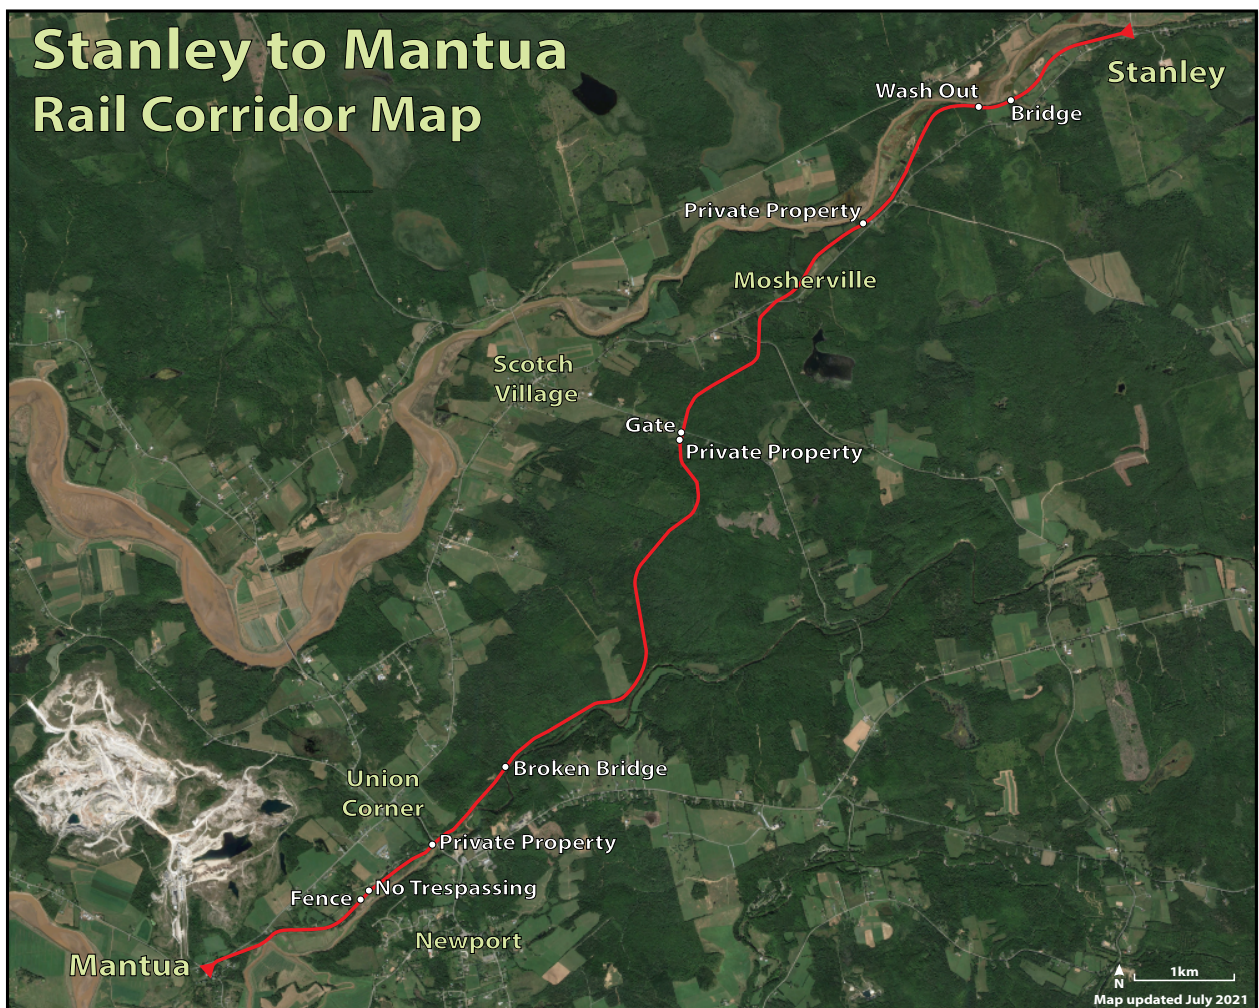 Stanley to Mantua
Rail Corridor Map
Stanley
Wash Out
Bridge
Private Property
Mosherville
Scotch
Village
Gate
Private Property
Broken Bridge
Union
Corner
Private Property
No Trespassing
Fence
Newport
Mantua
1km
N
Map updated July 2021